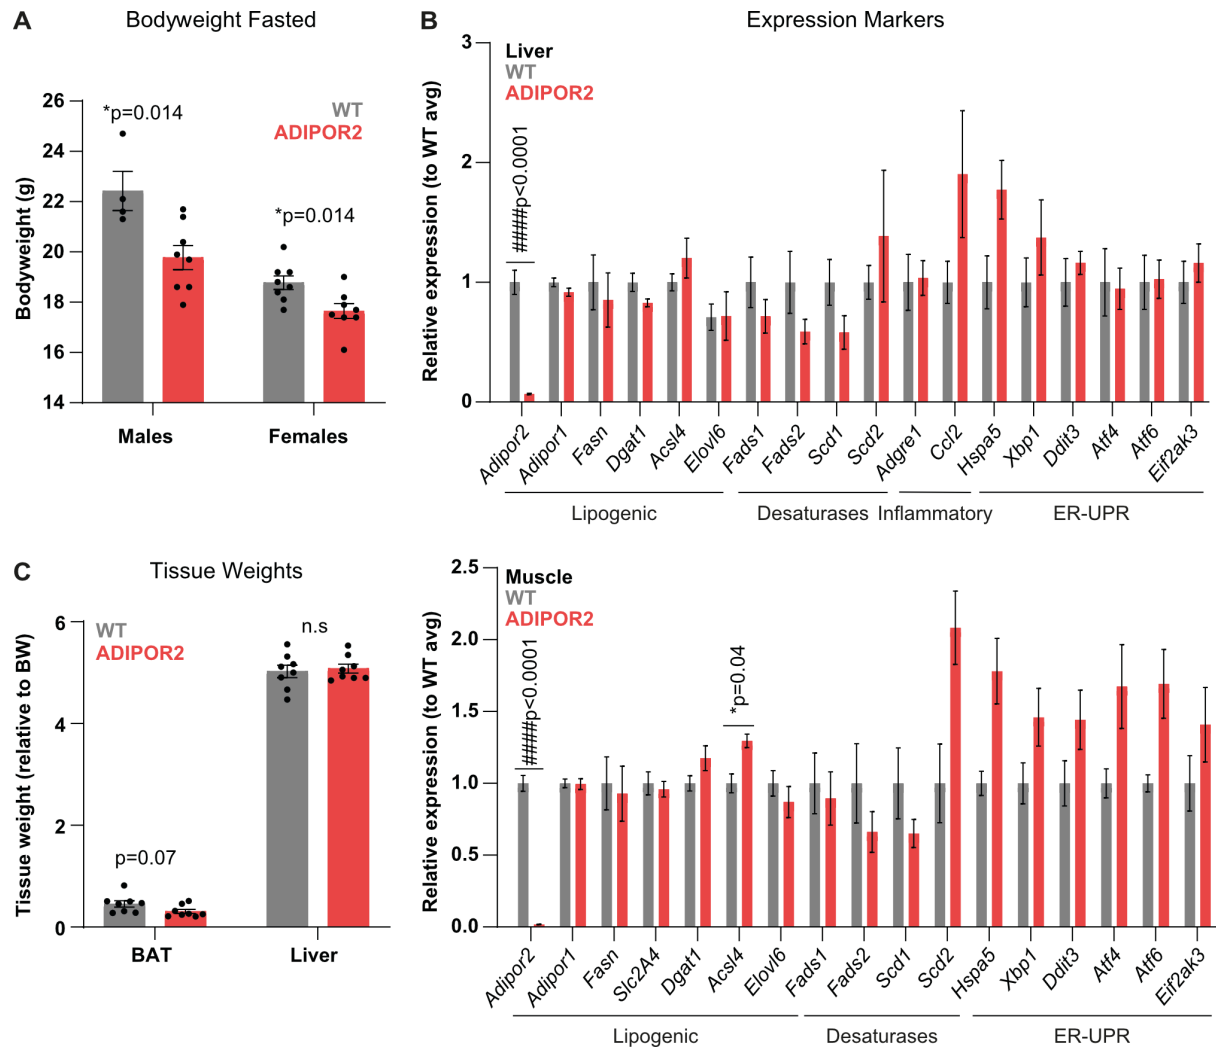 A
Bodyweight Fasted
26
24
22
20
18
16
14
Bodyweight (g)
*p=0.014
WT
ADIPOR2
*p=0.014
Males
Females
B
Expression Markers
3
2
1
0
Relative expression (to WT avg)
Liver
WT
ADIPOR2
####p<0.0001
Adipor2
Adipor1
Fasn
Dgat1
Acsl4
Elovl6
Fads1
Fads2
Scd1
Scd2
Adgre1
Ccl2
Hspa5
Xbp1
Ddit3
Atf4
Atf6
Eif2ak3
Lipogenic
Desaturases
Inflammatory
ER-UPR
C
Tissue Weights
6
4
2
0
Tissue weight (relative to BW)
WT
ADIPOR2
n.s
p=0.07
BAT
Liver
2.5
2.0
1.5
1.0
0.5
0.0
Relative expression (to WT avg)
Muscle
WT
ADIPOR2
####p<0.0001
*p=0.04
Adipor2
Adipor1
Fasn
Slc2A4
Dgat1
Acsl4
Elovl6
Fads1
Fads2
Scd1
Scd2
Hspa5
Xbp1
Ddit3
Atf4
Atf6
Eif2ak3
Lipogenic
Desaturases
ER-UPR